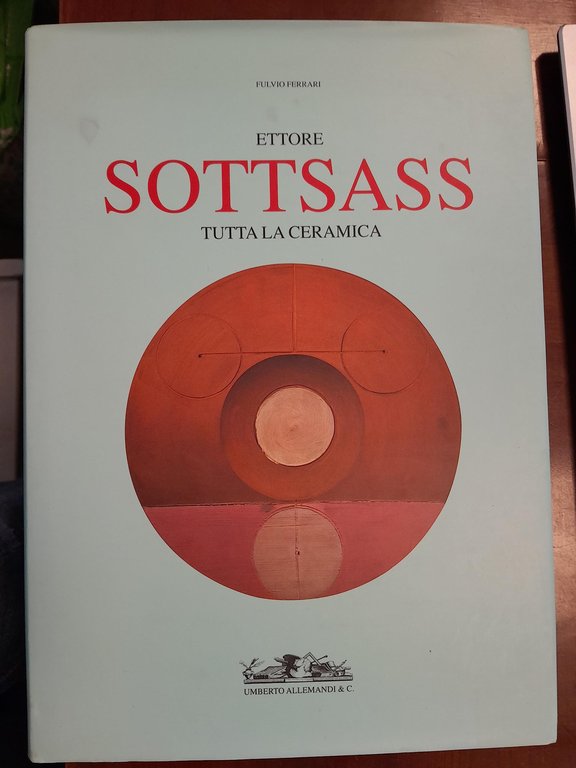 FULVIO FERRARI
ETTORE
SOTTSASS
TUTTA LA CERAMICA
UMBERTO ALLEMANDI & C.